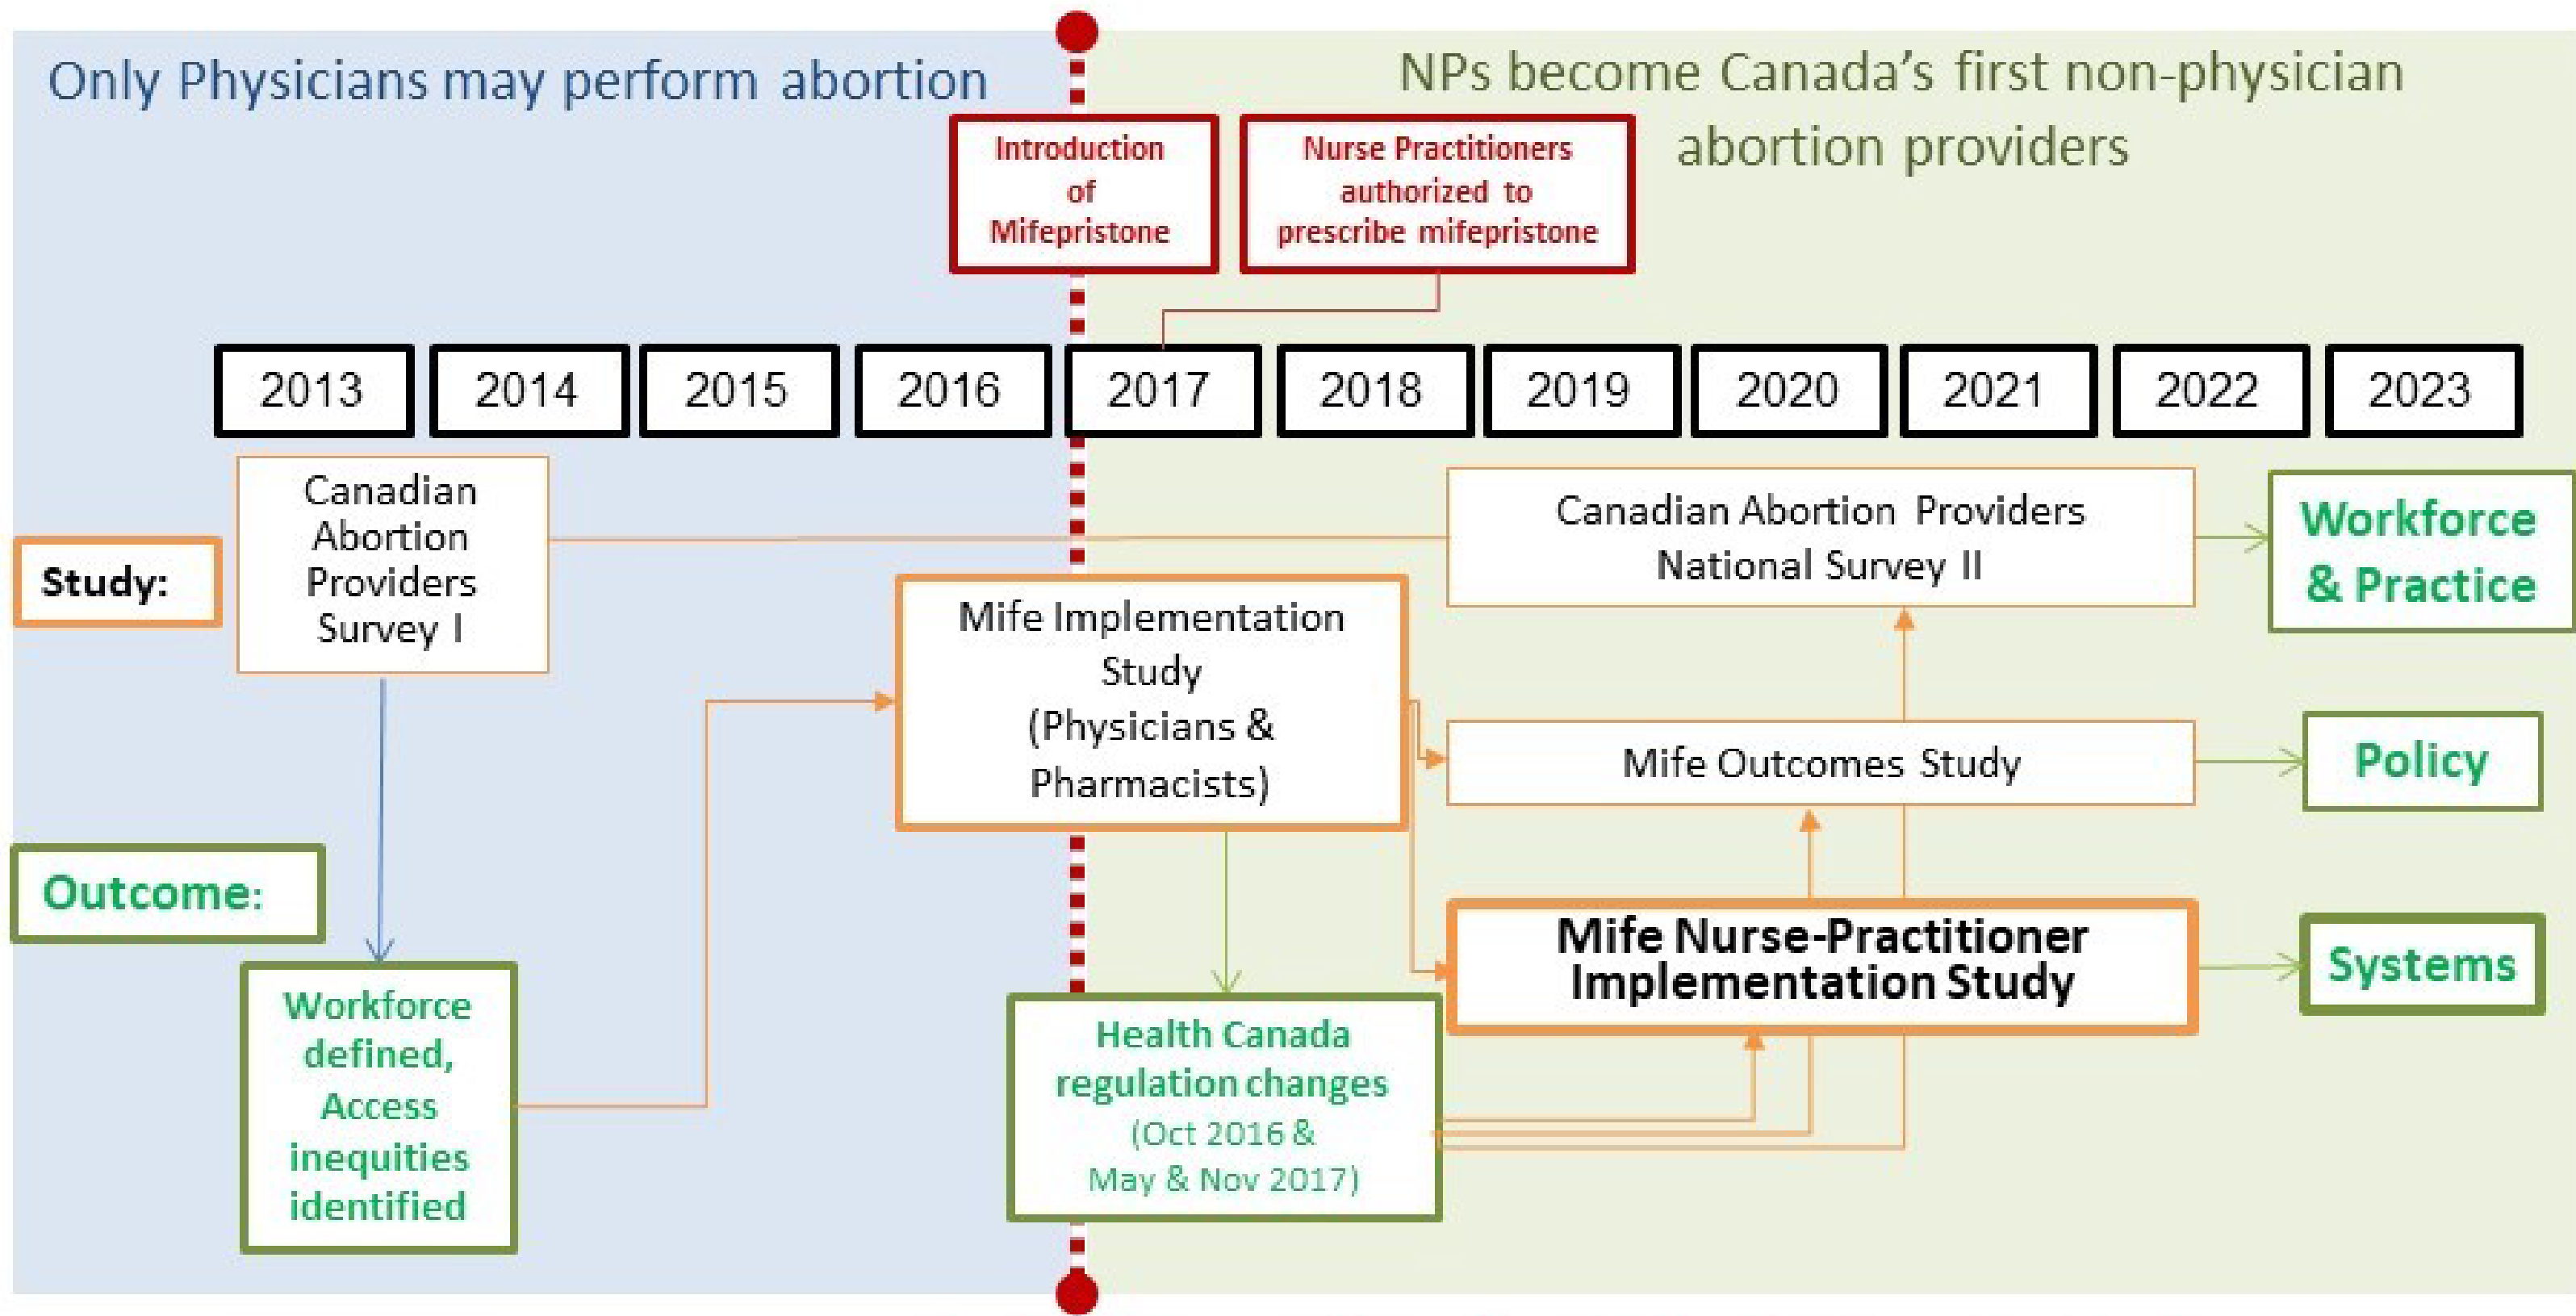 Only Physicians may perform abortion
NPs become Canada's first non-physician
abortion providers
Introduction
of
Mifepristone
Nurse Practitioners
authorized to
prescribe mifepristone
2013
2014
2015
2016
2017
2018
2019
2020
2021
2022
2023
Study:
Canadian
Abortion
Providers
Survey I
Mife Implementation
Study
(Physicians &
Pharmacists)
Canadian Abortion Providers
National Survey II
Workforce
& Practice
Mife Outcomes Study
Policy
Outcome:
Workforce
defined,
Access
inequities
identified
Health Canada
regulation changes
(Oct 2016 &
May & Nov 2017)
Mife Nurse-Practitioner
Implementation Study
Systems